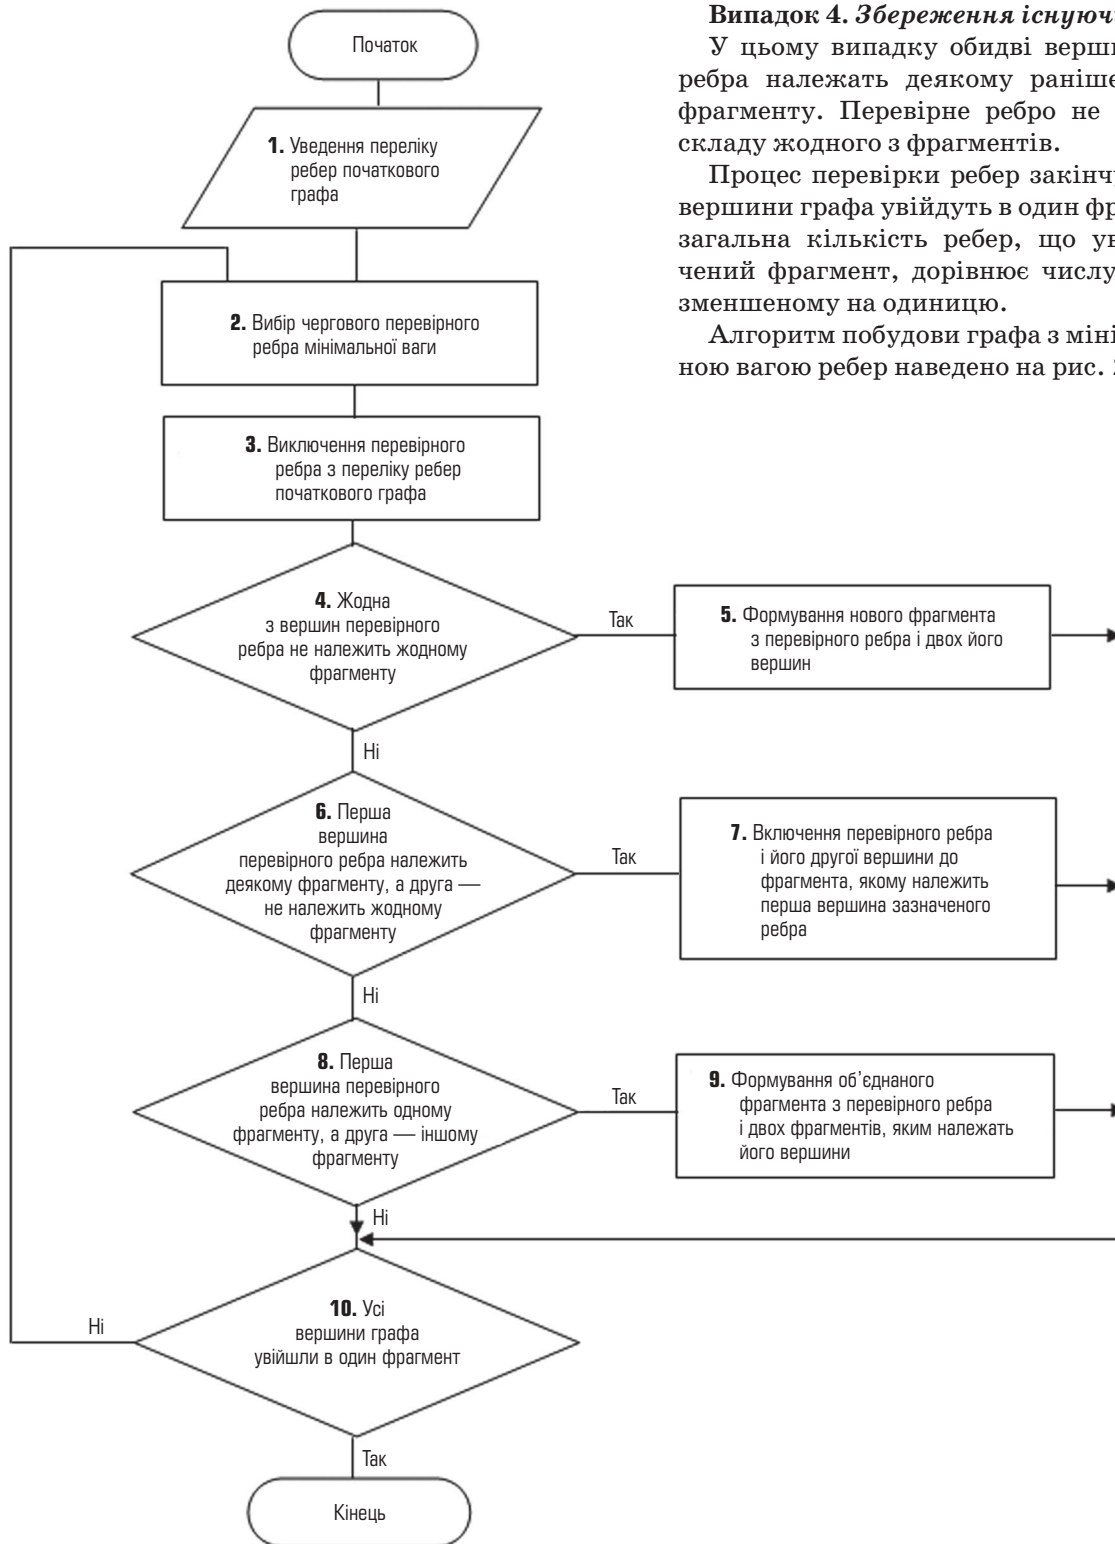 Початок
1. Уведення переліку
ребер початкового
графа
2. Вибір чергового перевірного
ребра мінімальної ваги
3. Виключення перевірного
ребра з переліку ребер
початкового графа
4. Жодна
з вершин перевірного
ребра не належить жодному
фрагменту
Так
5. Формування нового фрагмента
з перевірного ребра і двох його
вершин
Ні
6. Перша
вершина
перевірного ребра належить
деякому фрагменту, а друга —
не належить жодному
фрагменту
Так
7. Включення перевірного ребра
і його другої вершини до
фрагмента, якому належить
перша вершина зазначеного
ребра
Ні
8. Перша
вершина перевірного
ребра належить одному
фрагменту, а друга — іншому
фрагменту
Так
9. Формування об’єднаного
фрагмента з перевірного ребра
і двох фрагментів, яким належать
його вершини
Ні
10. Усі
вершини графа
увійшли в один фрагмент
Ні
Так
Кінець
Випадок 4. Збереження
У цьому випадку обидві
ребра належать деякому раніше
фрагменту. Перевірне ребро не
складу жодного з фрагментів.
Процес перевірки ребер
вершини графа увійдуть в один
загальна кількість ребер, що
чений фрагмент, дорівнює числу
зменшеному на одиницю.
Алгоритм побудови графа з
ною вагою ребер наведено на рис.